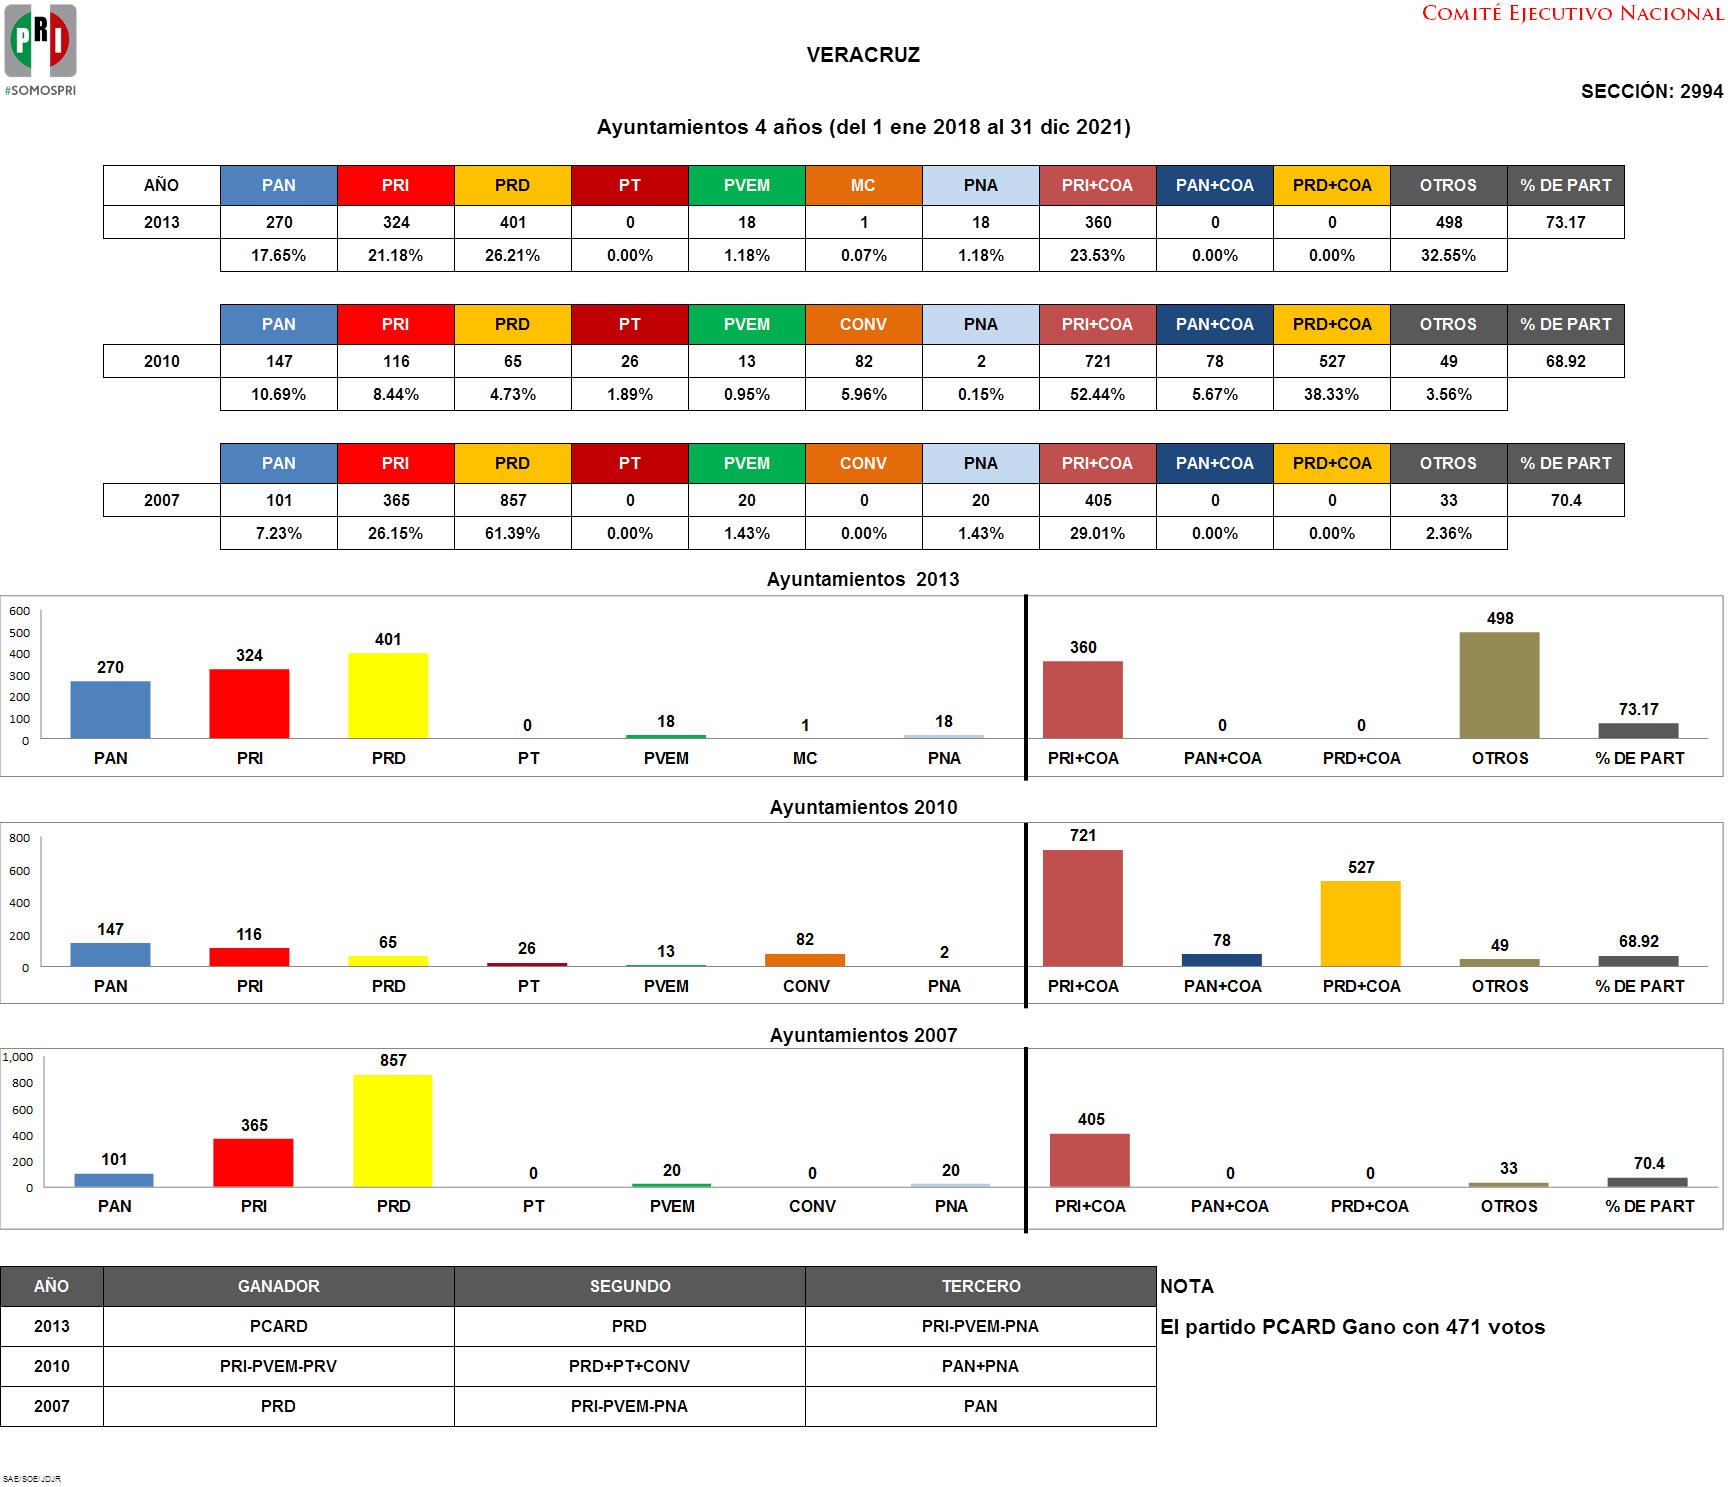 COMITÉ EJECUTIVO NACIONAL
PRI
#SOMOSPRI
VERACRUZ
SECCIÓN: 2994
Ayuntamientos 4 años (del 1 ene 2018 al 31 dic 2021)
AÑO PAN PRI PRD PT PVEM MC PNA PRI+COA PAN+COA PRD+COA OTROS % DE PART
2013 270 324 401 0 18 1 18 360 0 0 498 73.17
17.65% 21.18% 26.21% 0.00% 1.18% 0.07% 1.18% 23.53% 0.00% 0.00% 32.55%
PAN PRI PRD PT PVEM CONV PNA PRI+COA PAN+COA PRD+COA OTROS % DE PART
2010 147 116 65 26 13 82 2 721 78 527 49 68.92
10.69% 8.44% 4.73% 1.89% 0.95% 5.96% 0.15% 52.44% 5.67% 38.33% 3.56%
PAN PRI PRD PT PVEM CONV PNA PRI+COA PAN+COA PRD+COA OTROS % DE PART
2007 101 365 857 0 20 0 20 405 0 0 33 70.4
7.23% 26.15% 61.39% 0.00% 1.43% 0.00% 1.43% 29.01% 0.00% 0.00% 2.36%
Ayuntamientos 2013
600
500
400
300
200
100
0
270 324 401 0 18 1 18 360 0 0 498 73.17
PAN PRI PRD PT PVEM MC PNA PRI+COA PAN+COA PRD+COA OTROS % DE PART
Ayuntamientos 2010
800
600
400
200
0
147 116 65 26 13 82 2 721 78 527 49 68.92
PAN PRI PRD PT PVEM CONV PNA PRI+COA PAN+COA PRD+COA OTROS % DE PART
Ayuntamientos 2007
1,000
800
600
400
200
0
101 365 857 0 20 0 20 405 0 0 33 70.4
PAN PRI PRD PT PVEM CONV PNA PRI+COA PAN+COA PRD+COA OTROS % DE PART
AÑO GANADOR SEGUNDO TERCERO NOTA
2013 PCARD PRD PRI-PVEM-PNA El partido PCARD Gano con 471 votos
2010 PRI-PVEM-PRV PRD+PT+CONV PAN+PNA
2007 PRD PRI-PVEM-PNA PAN
SAE/SOE/JDJR